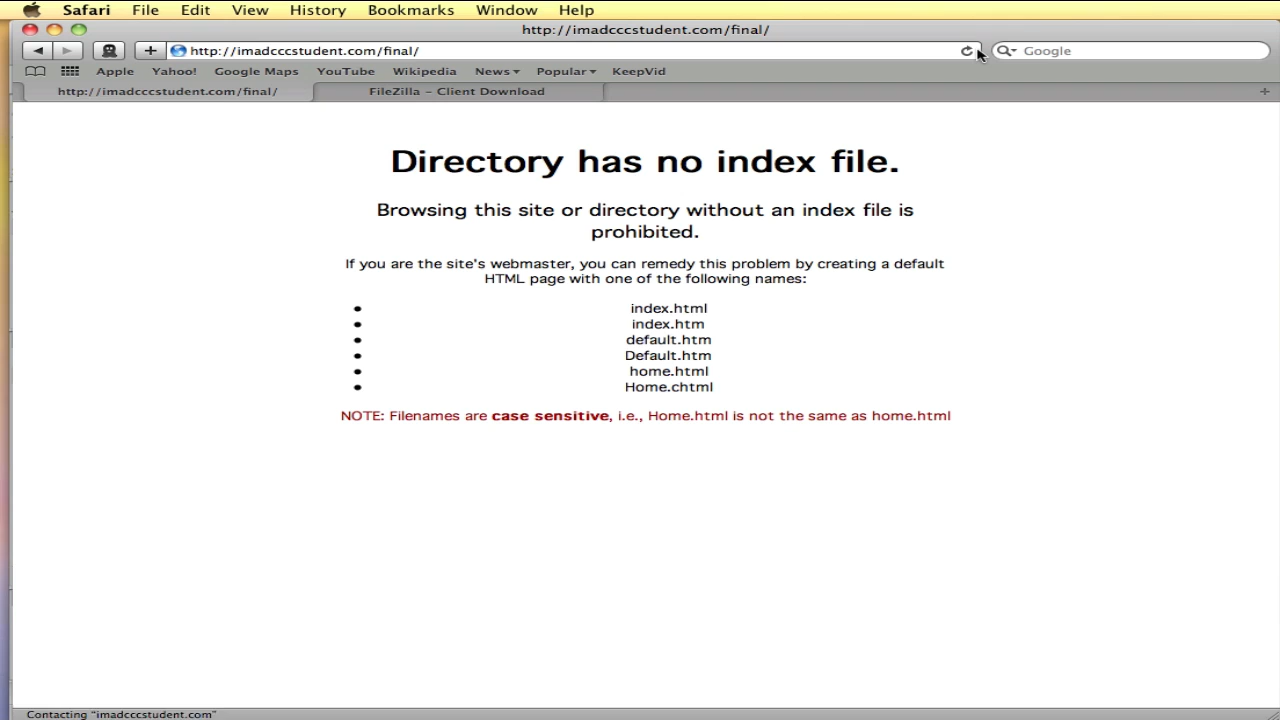 Safari File Edit View History Bookmarks Window Help
http://imadcccstudent.com/final/
http://imadcccstudent.com/final/ Google
Apple Yahoo! Google Maps YouTube Wikipedia News Popular KeepVid
http://imadcccstudent.com/final/ FileZilla - Client Download
Directory has no index file.
Browsing this site or directory without an index file is
prohibited.
If you are the site's webmaster, you can remedy this problem by creating a default
HTML page with one of the following names:
index.html
index.htm
default.htm
Default.htm
home.html
Home.chtml
NOTE: Filenames are case sensitive, i.e., Home.html is not the same as home.html
Contacting "imadcccstudent.com"